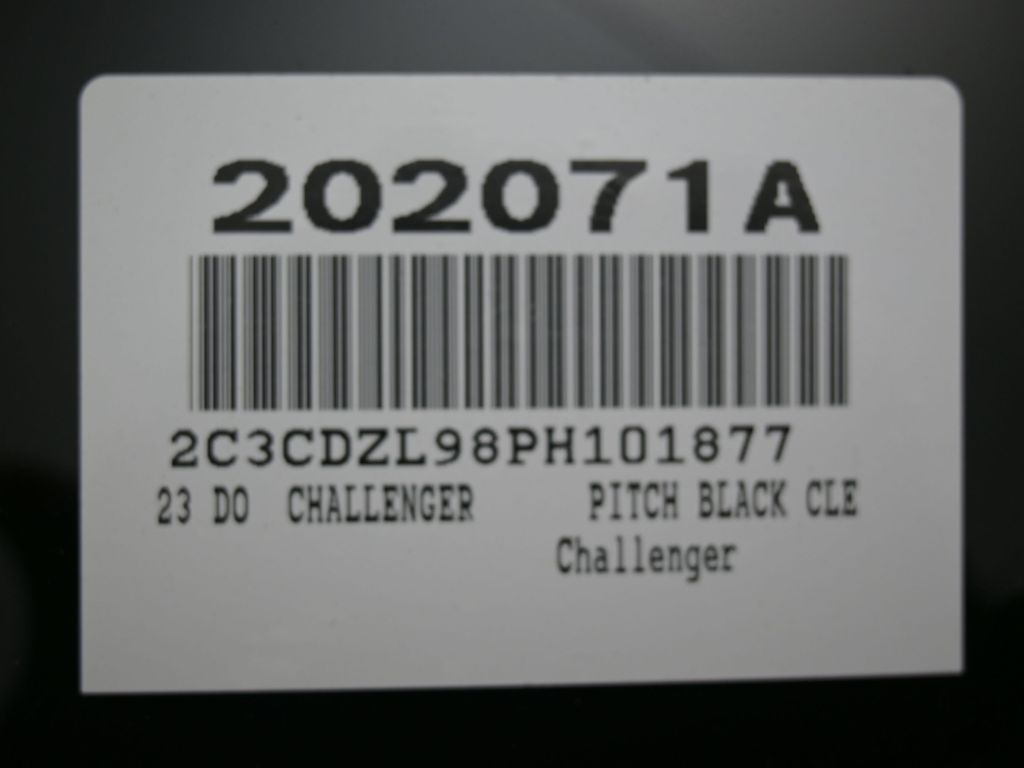 202071A
2C3CDZL98PH101877
23 DO CHALLENGER PITCH BLACK CLE
Challenger